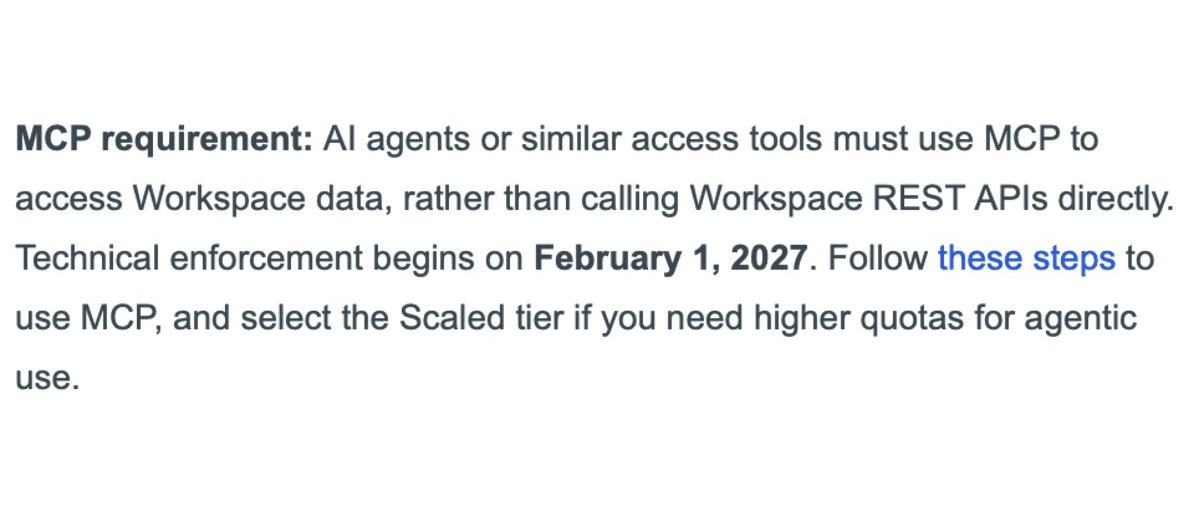 MCP requirement: AI agents or similar access tools must use MCP to
access Workspace data, rather than calling Workspace REST APIs directly.
Technical enforcement begins on February 1, 2027. Follow these steps to
use MCP, and select the Scaled tier if you need higher quotas for agentic
use.